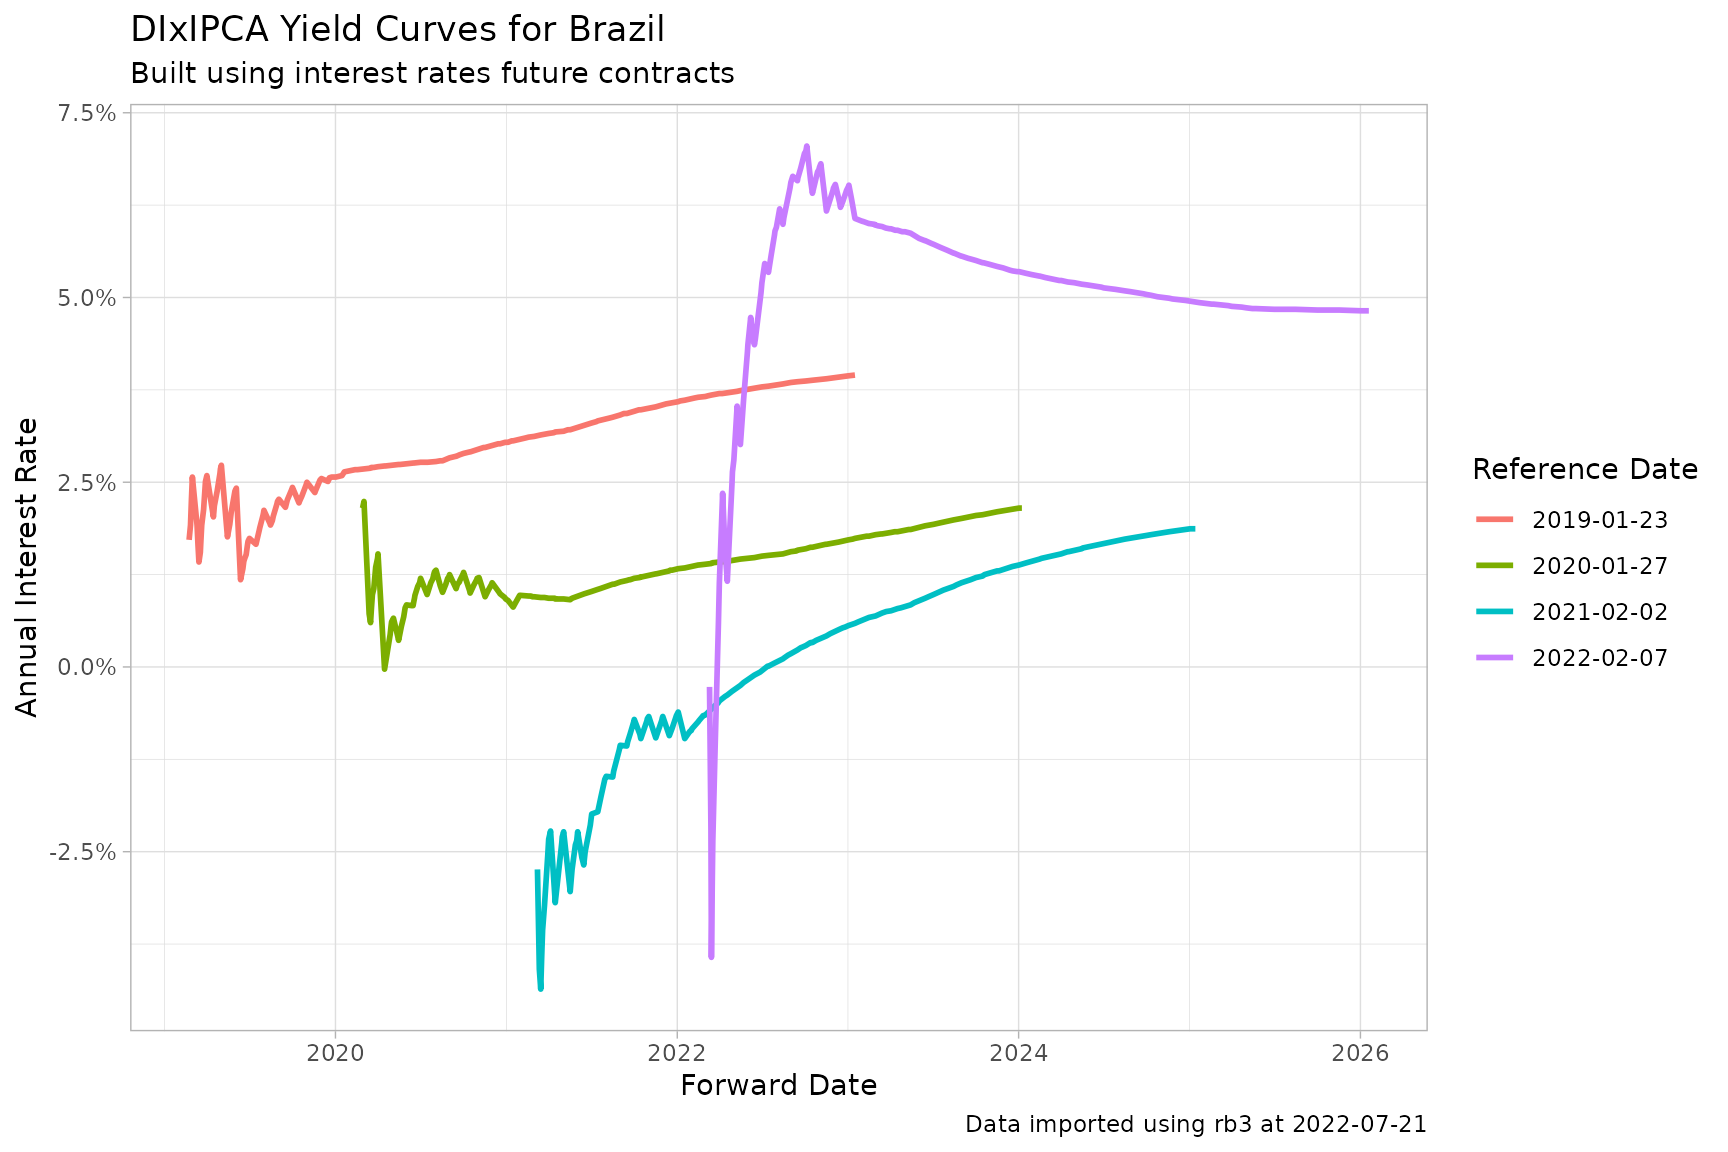 DIxIPCA Yield Curves for Brazil
Built using interest rates future contracts
7.5%
5.0%
2.5%
0.0%
-2.5%
Annual Interest Rate
2020
2022
2024
2026
Forward Date
Reference Date
2019-01-23
2020-01-27
2021-02-02
2022-02-07
Data imported using rb3 at 2022-07-21